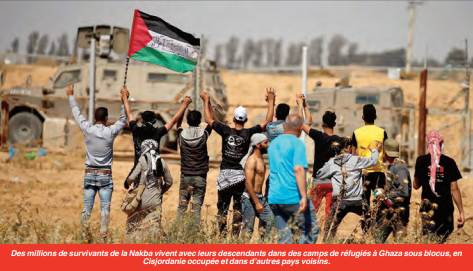 Des millions de survivants de la Nakba vivent avec leurs descendants dans des camps de réfugiés à Ghaza sous blocus, en
Cisjordanie occupée et dans d'autres pays voisins.